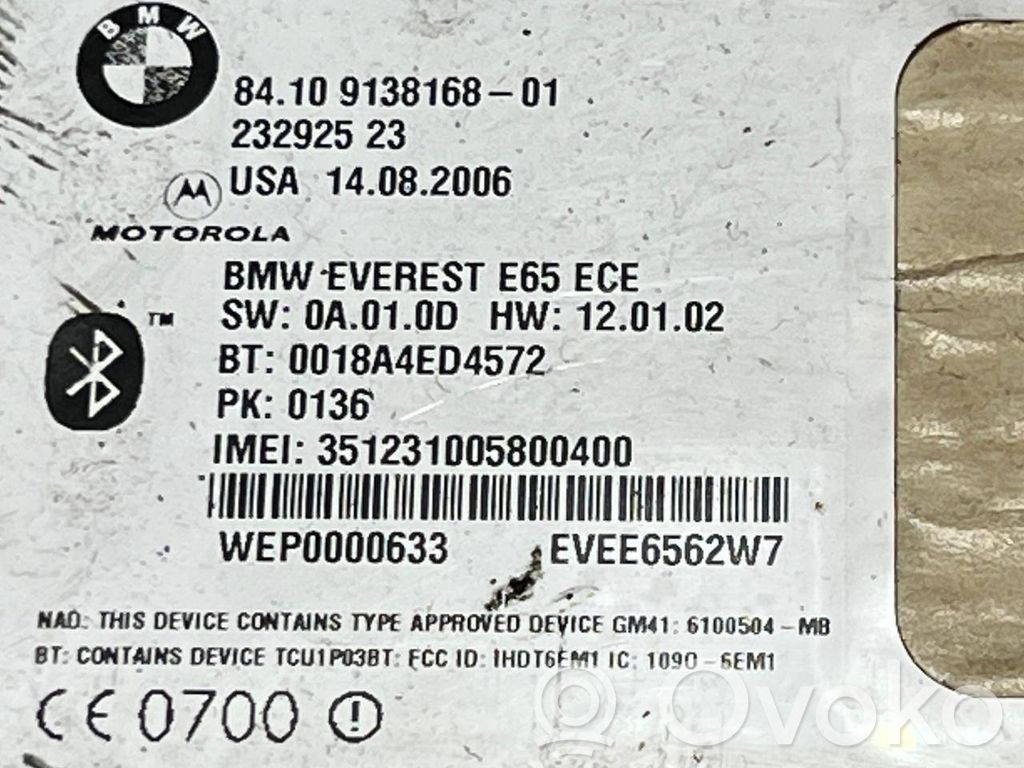 BMW
84.10 9138168-01
232925 23
USA 14.08.2006
MOTOROLA
BMW EVEREST E65 ECE
™ SW: 0A.01.0D HW: 12.01.02
BT: 0018A4ED4572
PK: 0136
IMEI: 351231005800400
WEP0000633 EVEE6562W7
NAD: THIS DEVICE CONTAINS TYPE APPROVED DEVICE GM41: 6100504-MB
BT: CONTAINS DEVICE TCU1P03BT: FCC ID: IHDT6EM1 IC: 1090-6EM1
CE 0700
Ovoko